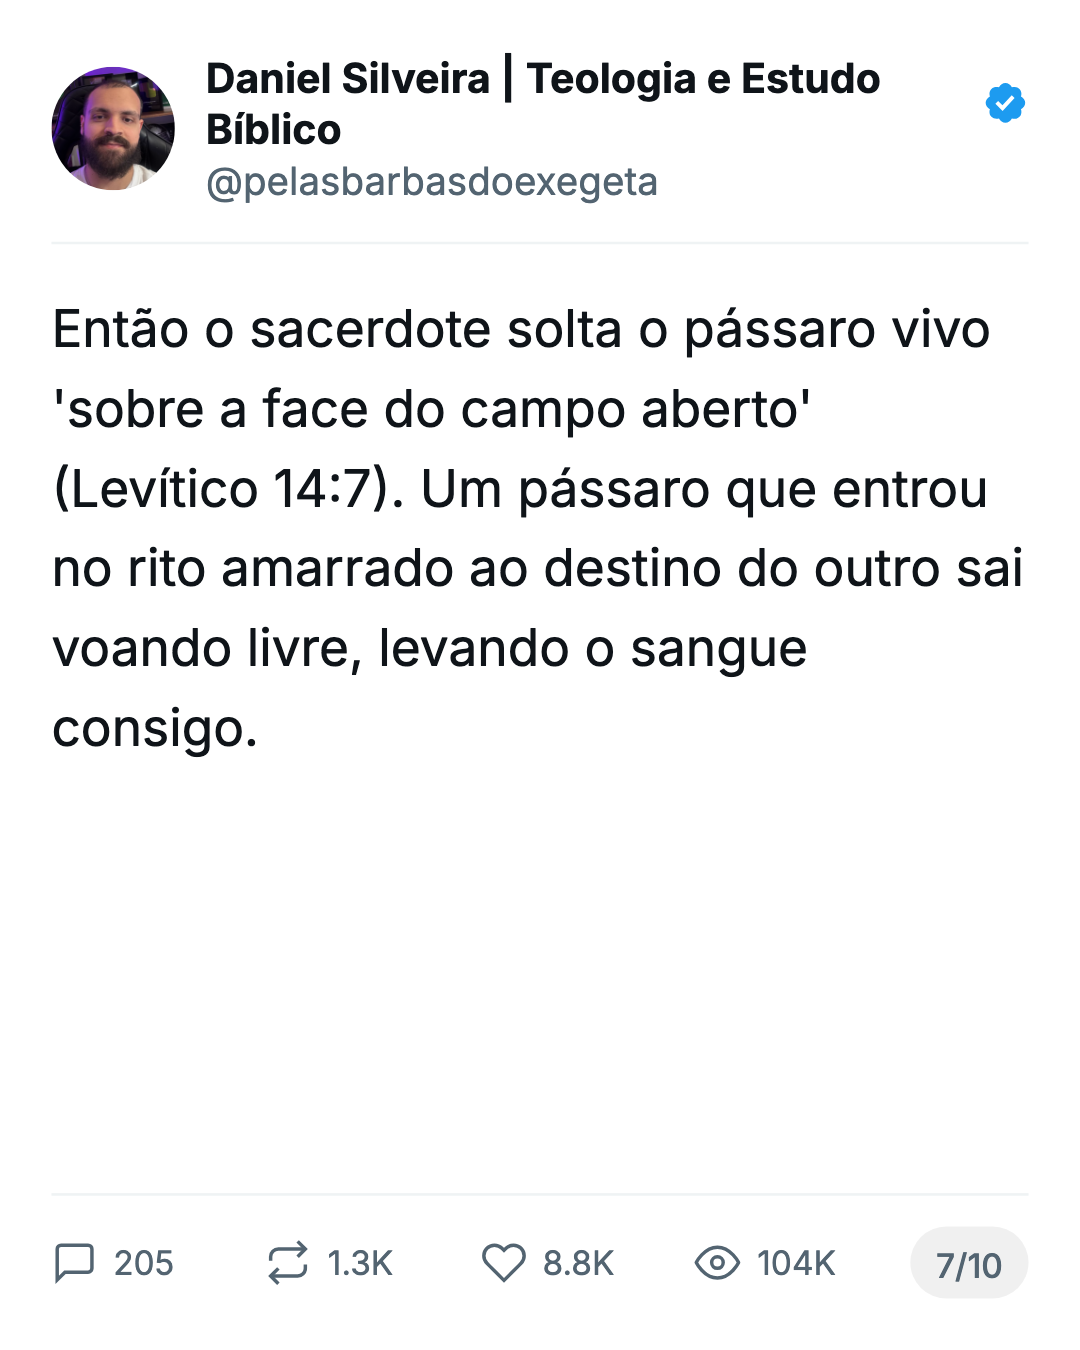 Daniel Silveira | Teologia e Estudo
Bíblico
@pelasbarbasdoexegeta
Então o sacerdote solta o pássaro vivo
'sobre a face do campo aberto'
(Levítico 14:7). Um pássaro que entrou
no rito amarrado ao destino do outro sai
voando livre, levando o sangue
consigo.
205 1.3K 8.8K 104K 7/10